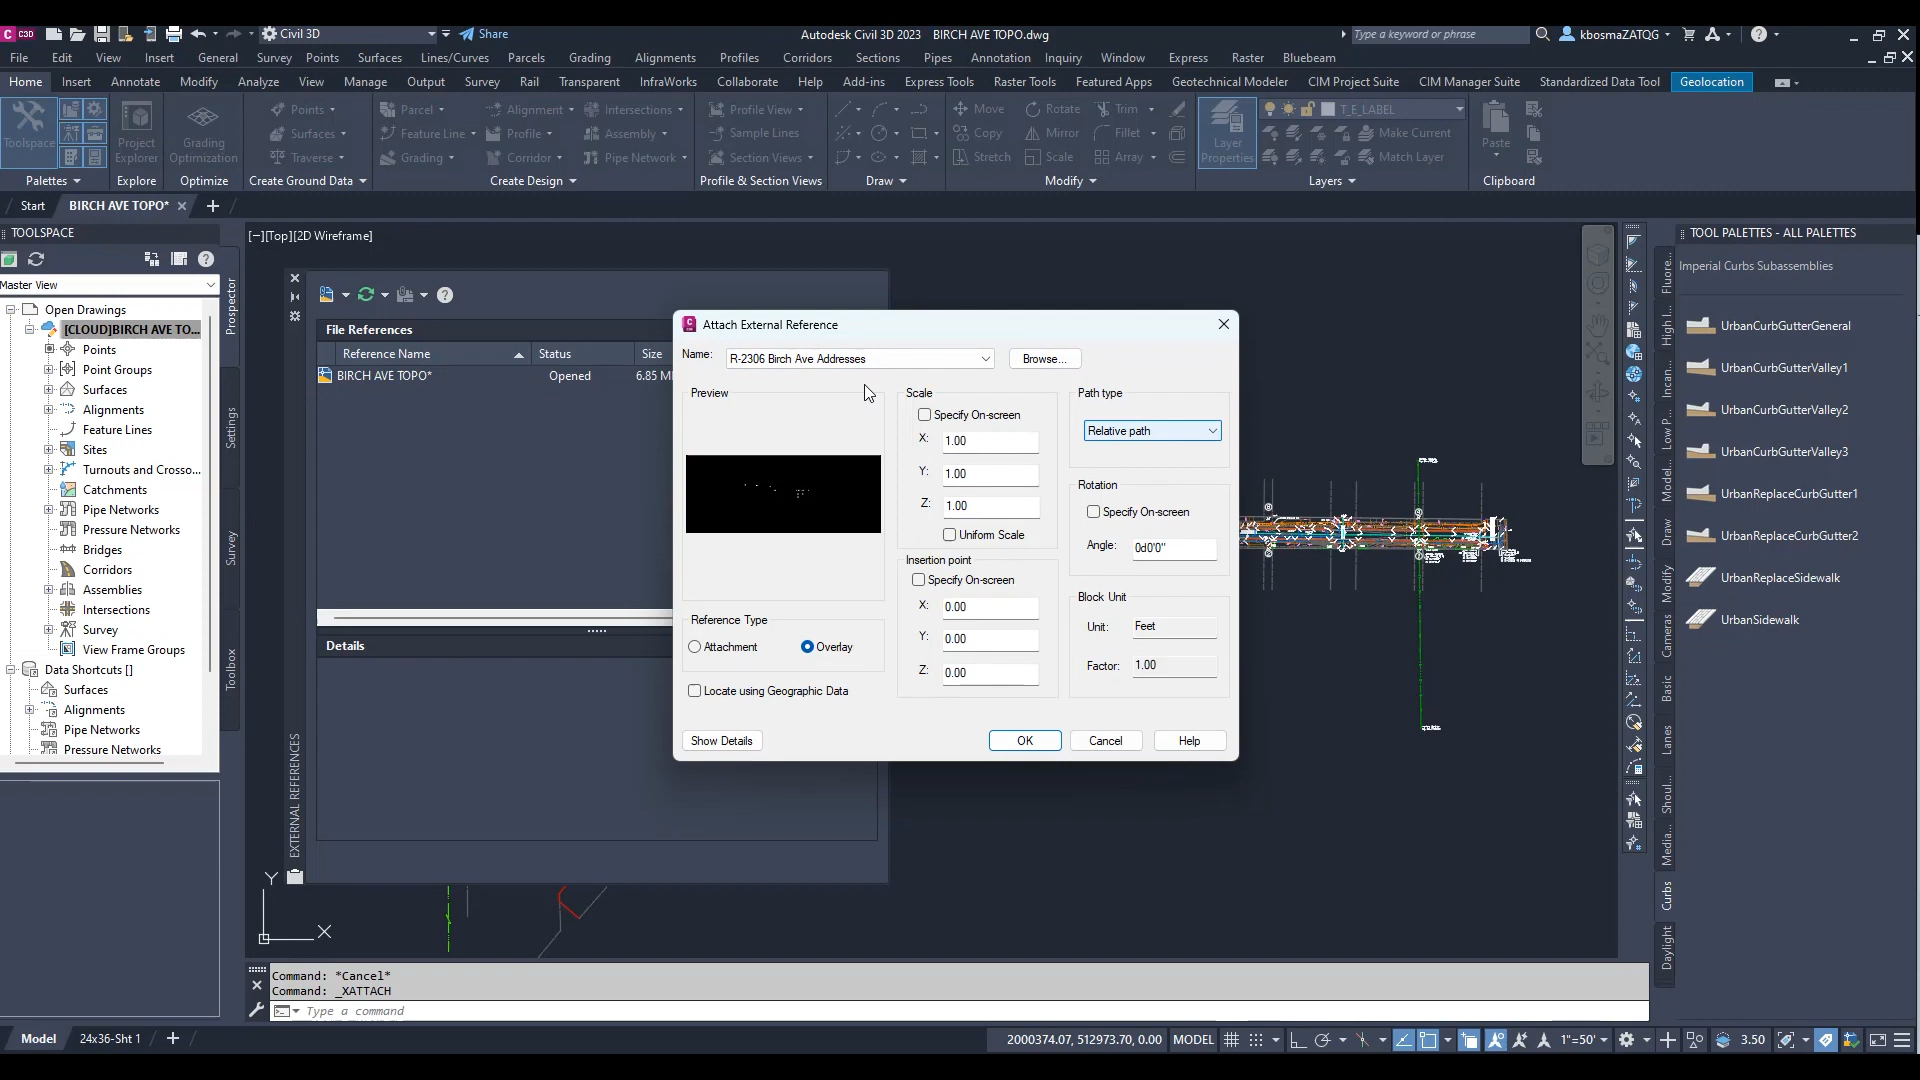 C3D
Civil 3D
Share
Autodesk Civil 3D 2023 BIRCH AVE TOPO.dwg
Type a keyword or phrase
kbosmaZATQG
File Edit View Insert General Survey Points Surfaces Lines/Curves Parcels Grading Alignments Profiles Corridors Sections Pipes Annotation Inquiry Window Express Raster Bluebeam
Home Insert Annotate Modify Analyze View Manage Output Survey Rail Transparent InfraWorks Collaborate Help Add-ins Express Tools Raster Tools Featured Apps Geotechnical Modeler CIM Project Suite CIM Manager Suite Standardized Data Tool Geolocation
Points Parcel Alignment Intersections Profile View Move Rotate Trim T_E_LABEL
Toolspace Project Explorer Grading Optimization Surfaces Feature Line Profile Assembly Sample Lines Copy Mirror Fillet Layer Properties Make Current Paste
Traverse Grading Corridor Pipe Network Section Views Stretch Scale Array Match Layer
Palettes Explore Optimize Create Ground Data Create Design Profile & Section Views Draw Modify Layers Clipboard
Start BIRCH AVE TOPO*
TOOLSPACE
[−][Top][2D Wireframe]
Master View
Open Drawings
[CLOUD]BIRCH AVE TO...
Points
Point Groups
Surfaces
Alignments
Feature Lines
Sites
Turnouts and Crosso...
Catchments
Pipe Networks
Pressure Networks
Bridges
Corridors
Assemblies
Intersections
Survey
View Frame Groups
Data Shortcuts []
Surfaces
Alignments
Pipe Networks
Pressure Networks
Prospector
Settings
Survey
Toolbox
EXTERNAL REFERENCES
File References
Reference Name Status Size
BIRCH AVE TOPO* Opened 6.85 M
Details
Attach External Reference
Name: R-2306 Birch Ave Addresses Browse...
Preview
Scale
Specify On-screen
X: 1.00
Y: 1.00
Z: 1.00
Uniform Scale
Path type
Relative path
Rotation
Specify On-screen
Angle: 0d0'0"
Insertion point
Specify On-screen
X: 0.00
Y: 0.00
Z: 0.00
Block Unit
Unit: Feet
Factor: 1.00
Reference Type
Attachment Overlay
Locate using Geographic Data
Show Details OK Cancel Help
TOOL PALETTES - ALL PALETTES
Imperial Curbs Subassemblies
UrbanCurbGutterGeneral
UrbanCurbGutterValley1
UrbanCurbGutterValley2
UrbanCurbGutterValley3
UrbanReplaceCurbGutter1
UrbanReplaceCurbGutter2
UrbanReplaceSidewalk
UrbanSidewalk
Fluore...
High I...
Incan...
Low P...
Model...
Draw
Modify
Cameras
Basic
Lanes
Shoul...
Media...
Curbs
Daylight
Y
X
Command: *Cancel*
Command: _XATTACH
Type a command
Model 24x36-Sht 1
2000374.07, 512973.70, 0.00 MODEL 1"=50' 3.50